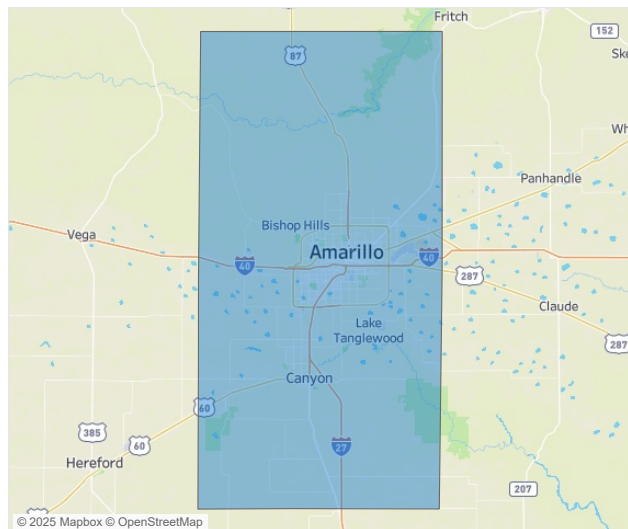 Fritch
152
87
Ske
Wh
Panhandle
Bishop Hills
Vega
Amarillo
40
40
287
Claude
Lake
Tanglewood
287
Canyon
60
385
60
27
Hereford
207
© 2025 Mapbox © OpenStreetMap